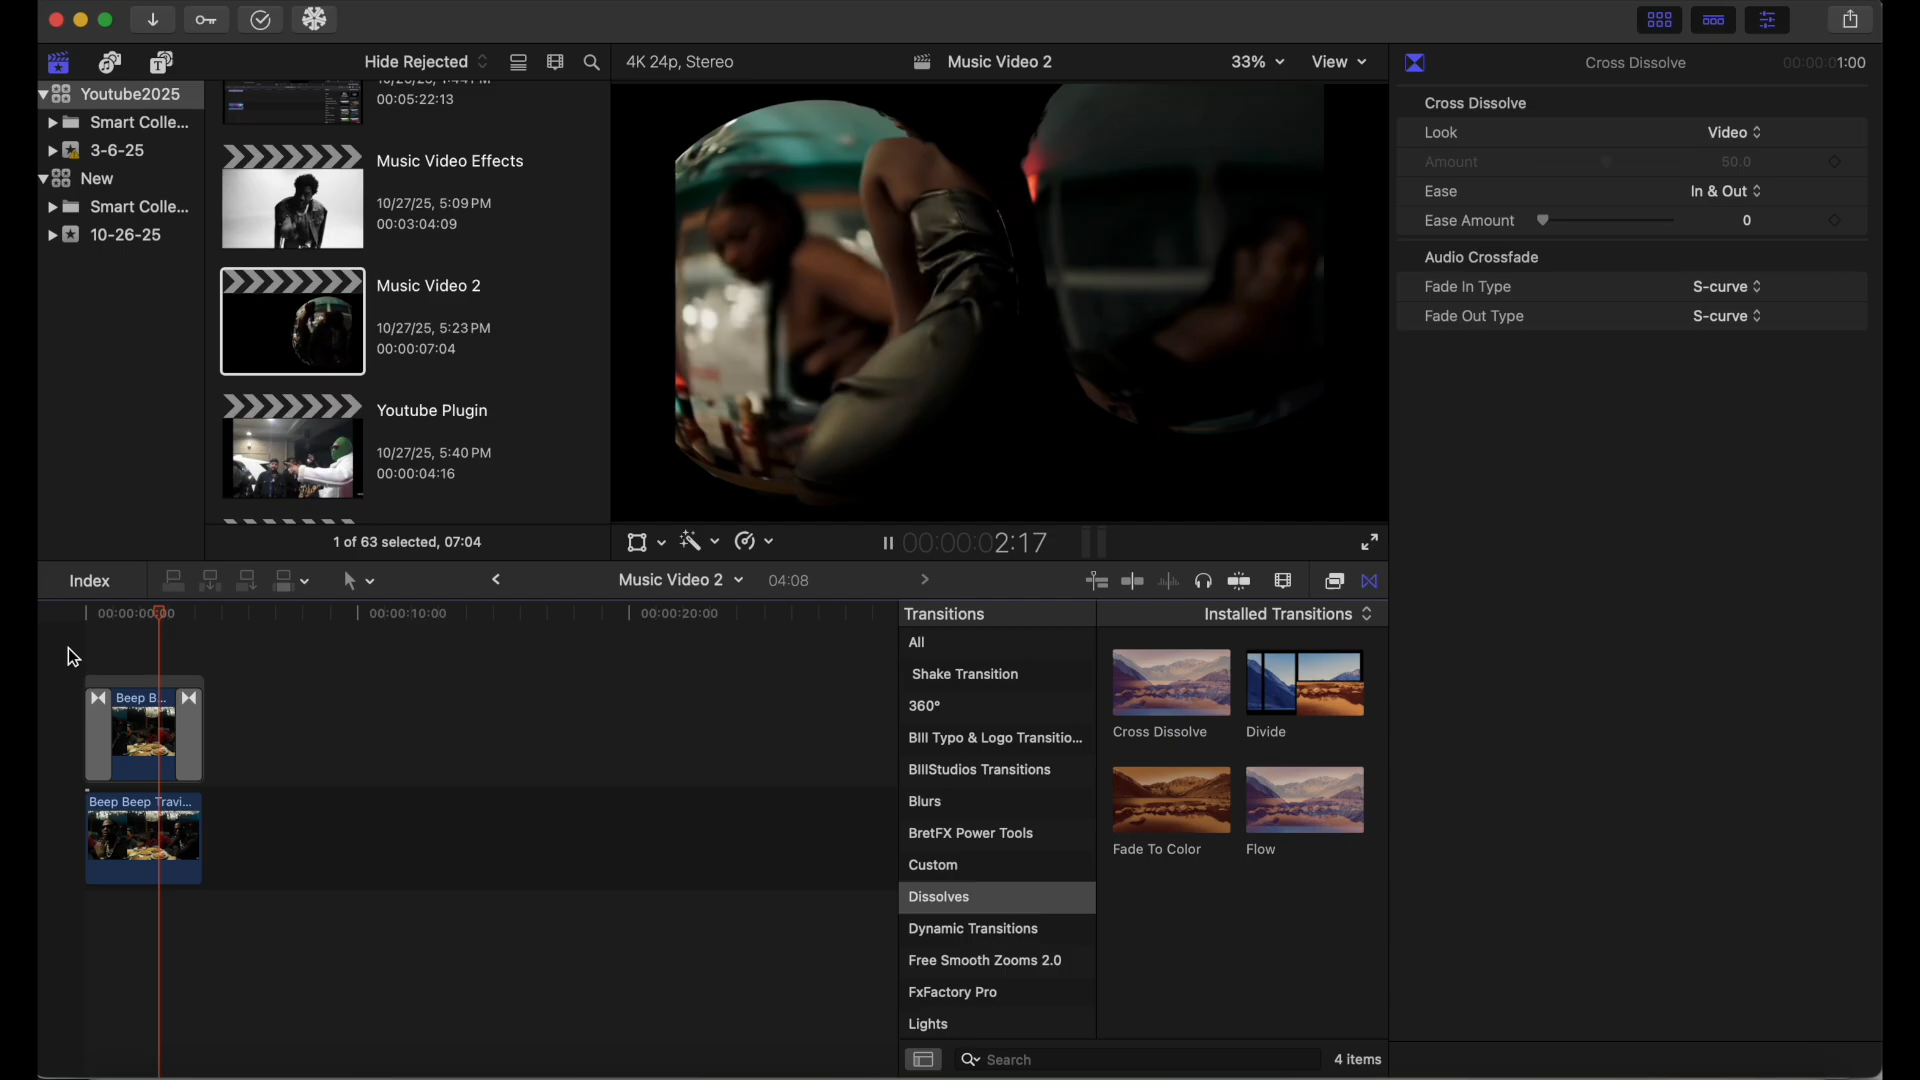 Hide Rejected
4K 24p, Stereo
Music Video 2
33%
View
Cross Dissolve
00:00:01:00
Youtube2025
Smart Colle...
3-6-25
New
Smart Colle...
10-26-25
00:05:22:13
Music Video Effects
10/27/25, 5:09 PM
00:03:04:09
Music Video 2
10/27/25, 5:23 PM
00:00:07:04
Youtube Plugin
10/27/25, 5:40 PM
00:00:04:16
1 of 63 selected, 07:04
00:00:02:17
Cross Dissolve
Look
Video
Amount
50.0
Ease
In & Out
Ease Amount
0
Audio Crossfade
Fade In Type
S-curve
Fade Out Type
S-curve
Index
Music Video 2
04:08
00:00:00:00
00:00:10:00
00:00:20:00
Beep B...
Beep Beep Travi...
Transitions
Installed Transitions
All
Shake Transition
360°
BIII Typo & Logo Transitio...
BIIIStudios Transitions
Blurs
BretFX Power Tools
Custom
Dissolves
Dynamic Transitions
Free Smooth Zooms 2.0
FxFactory Pro
Lights
Cross Dissolve
Divide
Fade To Color
Flow
Search
4 items